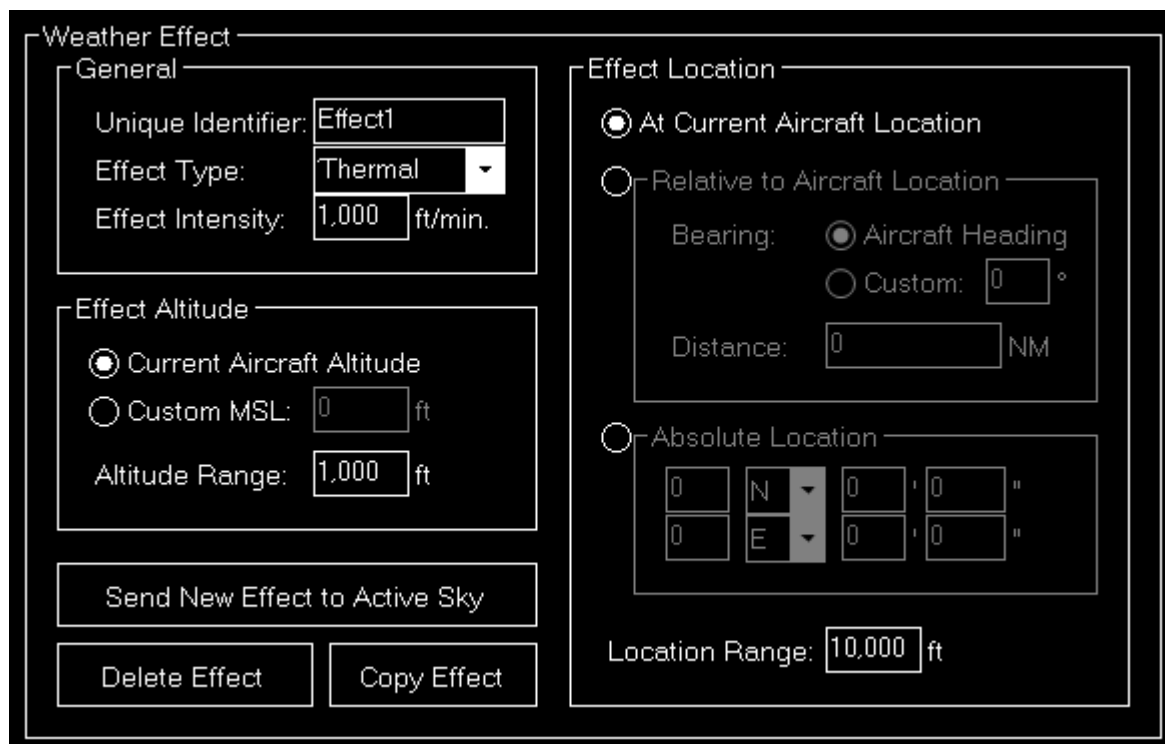 Weather Effect
General
Unique Identifier: Effect1
Effect Type: Thermal
Effect Intensity: 1,000 ft/min.
Effect Altitude
Current Aircraft Altitude
Custom MSL: 0 ft
Altitude Range: 1,000 ft
Send New Effect to Active Sky
Delete Effect
Copy Effect
Effect Location
At Current Aircraft Location
Relative to Aircraft Location
Bearing: Aircraft Heading
Custom: 0 °
Distance: 0 NM
Absolute Location
0 N 0 ' 0 "
0 E 0 ' 0 "
Location Range: 10,000 ft